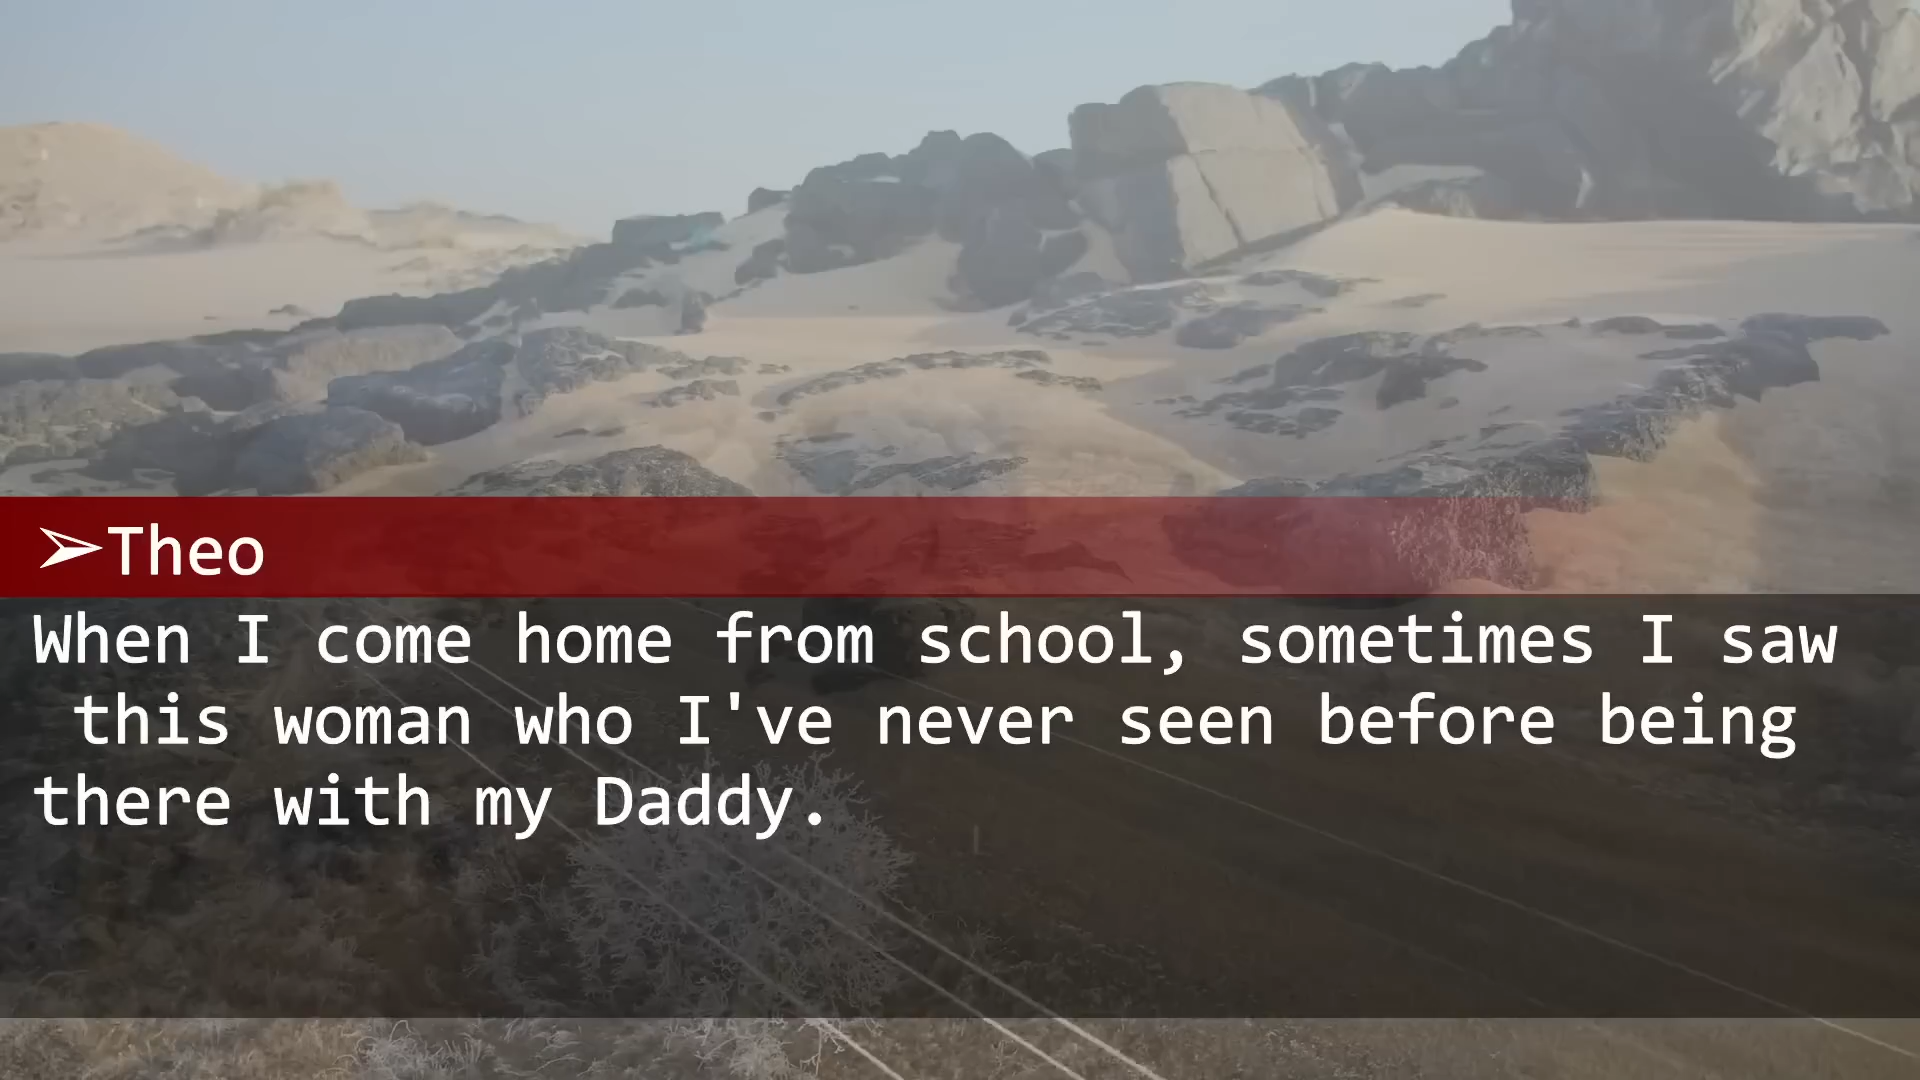 ➢Theo
When I come home from school, sometimes I saw
this woman who I've never seen before being
there with my Daddy.